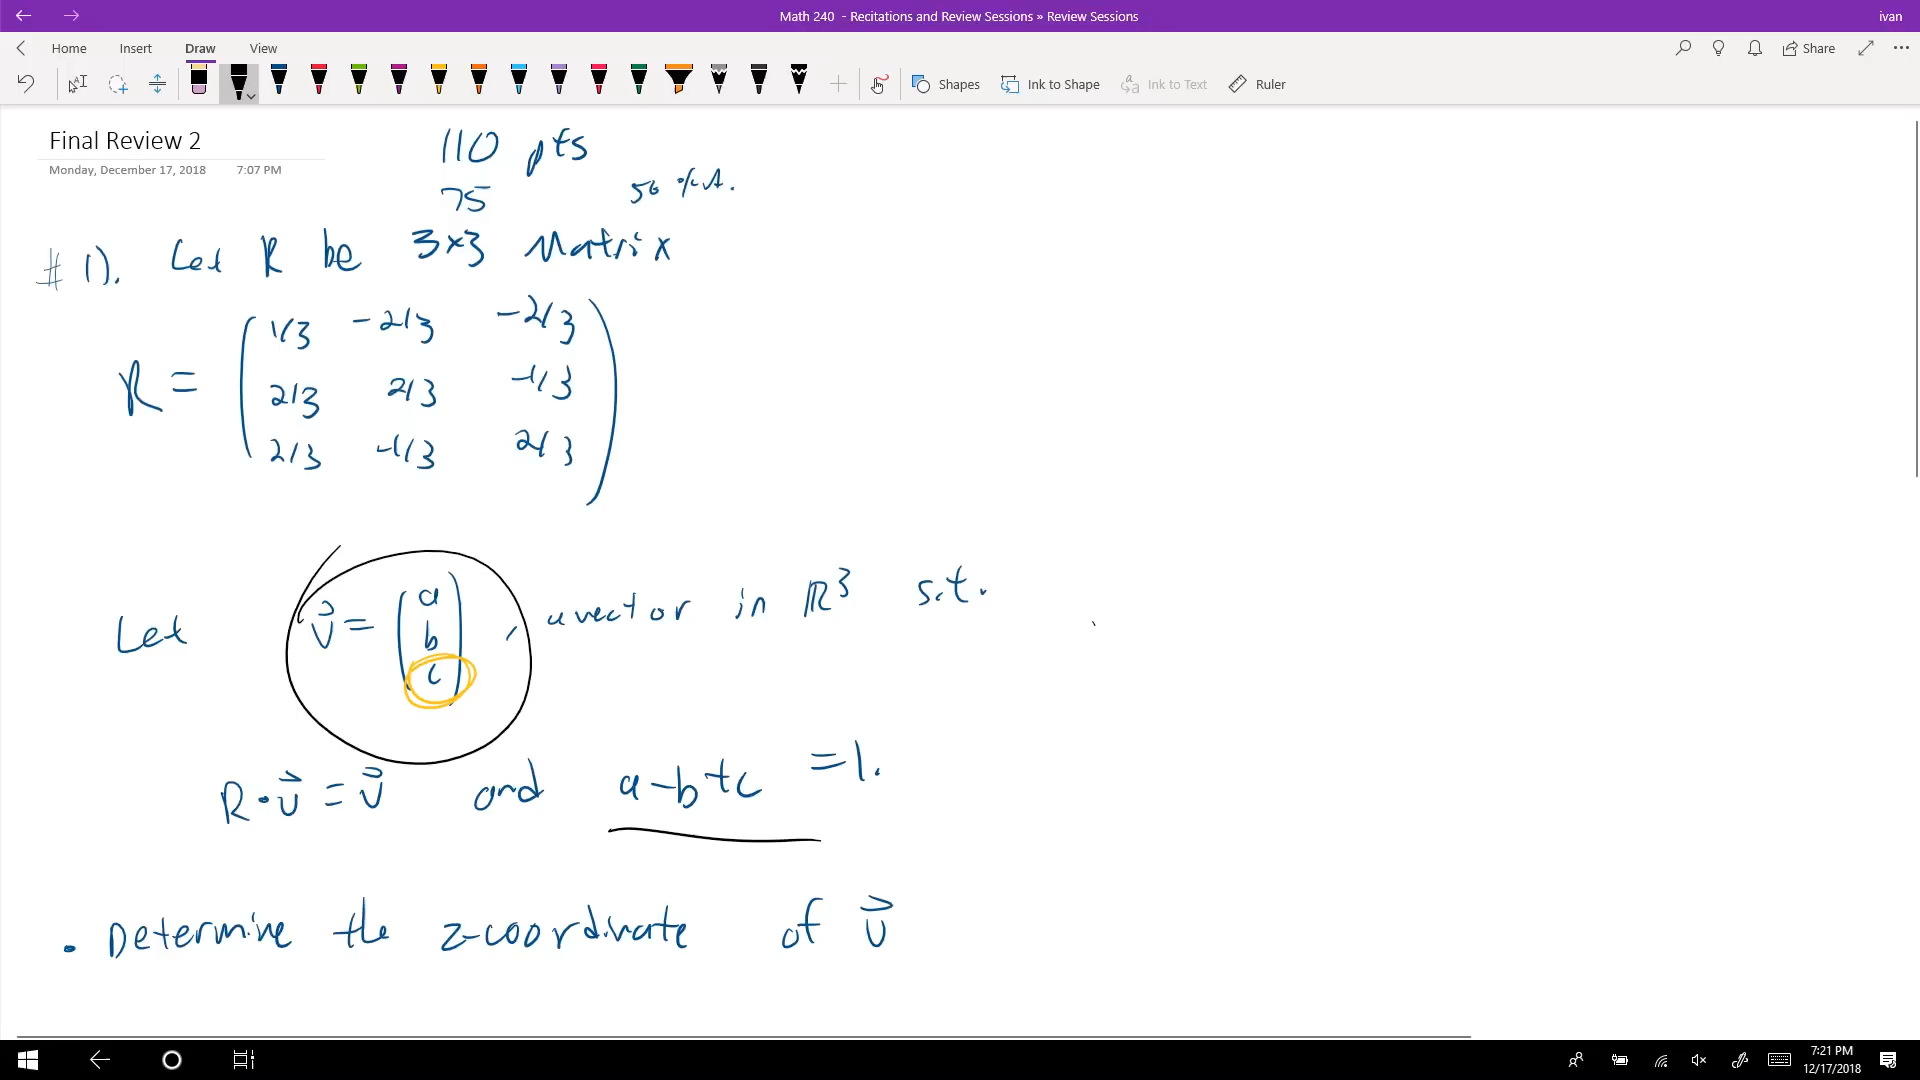 Math 240 - Recitations and Review Sessions » Review Sessions
ivan
Home Insert Draw View
Share
Shapes Ink to Shape Ink to Text Ruler
Final Review 2
Monday, December 17, 2018 7:07 PM
110 pts
75 50 % A.
# 1). Let R be 3×3 Matrix
R = ( 1/3 -2/3 -2/3
2/3 2/3 -1/3
2/3 -1/3 2/3 )
Let v⃗ = ( a b c ) , a vector in ℝ³ s.t.
R · v⃗ = v⃗ and a-b+c = 1.
• Determine the z-coordinate of v⃗
7:21 PM
12/17/2018